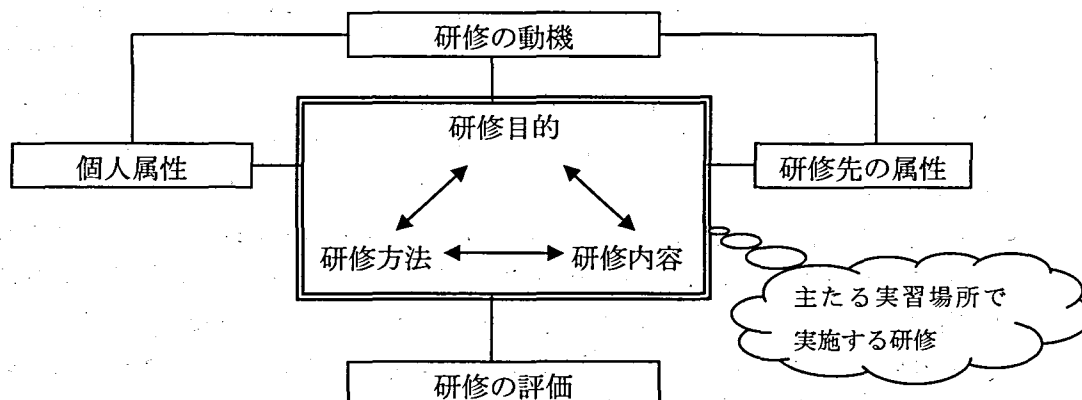 研修の動機
研修目的
個人属性
研修先の属性
研修方法
研修内容
主たる実習場所で
実施する研修
研修の評価